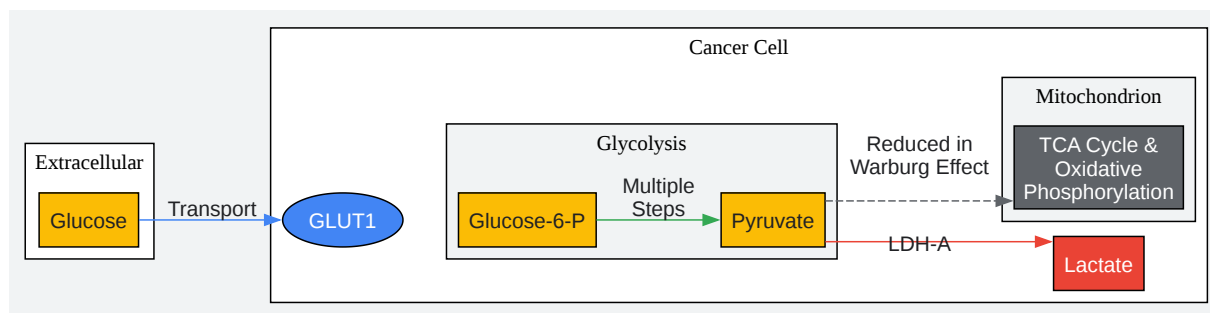 Cancer Cell
Mitochondrion
TCA Cycle &
Oxidative
Phosphorylation
Reduced in
Warburg Effect
Glycolysis
Extracellular
Multiple
Steps
Glucose
Transport
GLUT1
Glucose-6-P
Pyruvate
LDH-A
Lactate